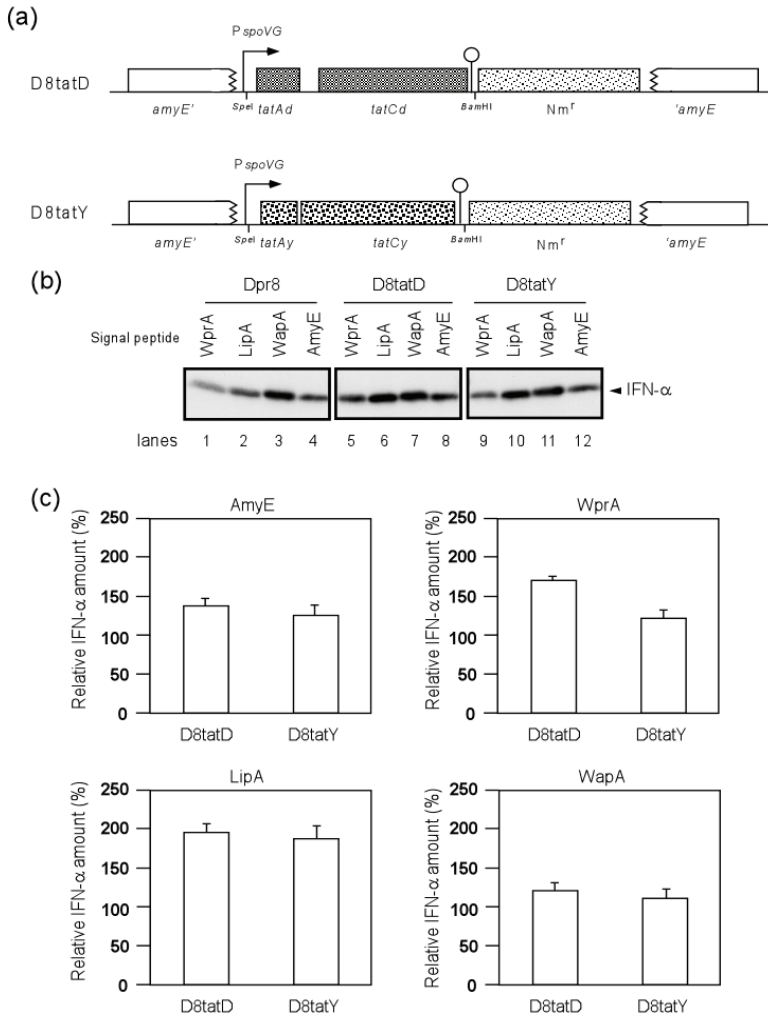 (a)
P spoVG
D8tatD
amyE' SpeI tatAd tatCd BamHI Nmr 'amyE
P spoVG
D8tatY
amyE' SpeI tatAy tatCy BamHI Nmr 'amyE
(b)
Dpr8 D8tatD D8tatY
Signal peptide WprA LipA WapA AmyE WprA LipA WapA AmyE WprA LipA WapA AmyE
IFN-α
lanes 1 2 3 4 5 6 7 8 9 10 11 12
(c)
AmyE
Relative IFN-α amount (%)
250
200
150
100
50
0
D8tatD D8tatY
WprA
Relative IFN-α amount (%)
250
200
150
100
50
0
D8tatD D8tatY
LipA
Relative IFN-α amount (%)
250
200
150
100
50
0
D8tatD D8tatY
WapA
Relative IFN-α amount (%)
250
200
150
100
50
0
D8tatD D8tatY